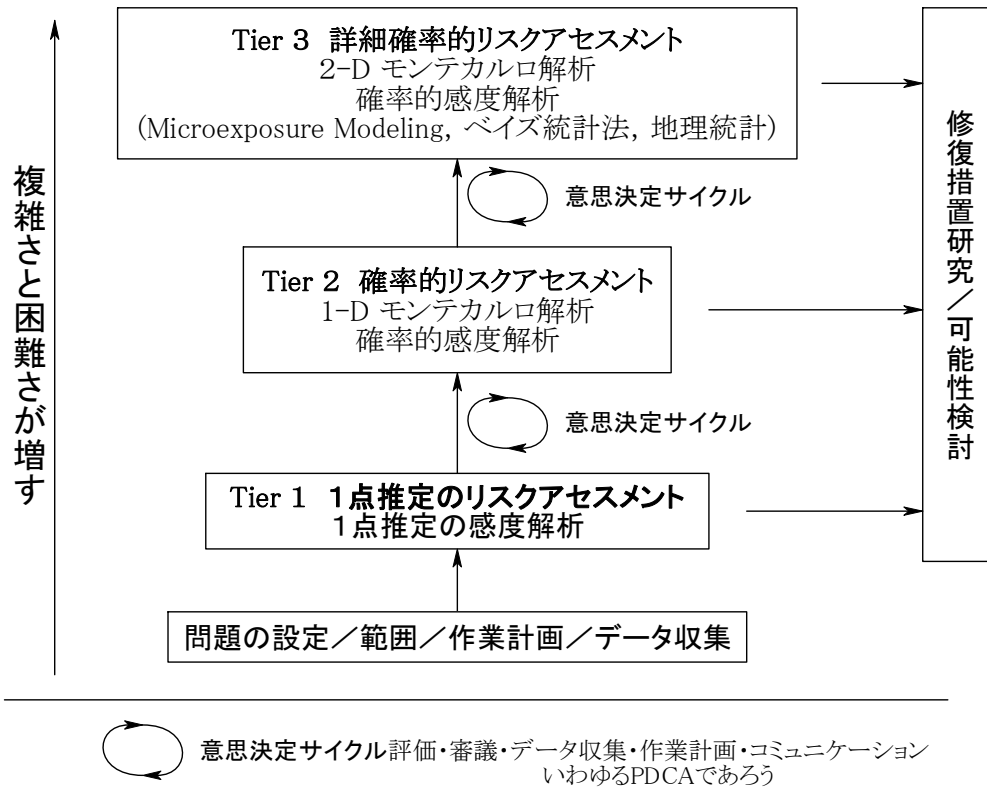 Tier 3 詳細確率的リスクアセスメント
2-D モンテカルロ解析
確率的感度解析
(Microexposure Modeling, ベイズ統計法, 地理統計)
意思決定サイクル
Tier 2 確率的リスクアセスメント
1-D モンテカルロ解析
確率的感度解析
意思決定サイクル
Tier 1 1点推定のリスクアセスメント
1点推定の感度解析
問題の設定/範囲/作業計画/データ収集
複雑さと困難さが増す
修復措置研究/可能性検討
意思決定サイクル評価・審議・データ収集・作業計画・コミュニケーション
いわゆるPDCAであろう